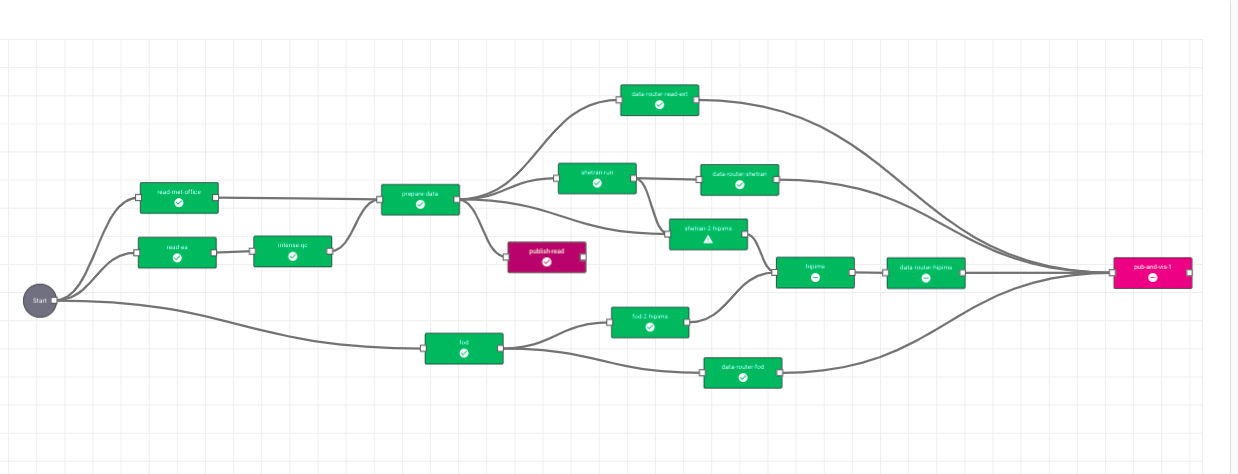 data-router-read-ext
shetran-run
data-router-shetran
read-met-office
prepare-data
shetran-2-hipims
read-ea
intense-qc
publish-read
hipims
data-router-hipims
pub-and-vis-1
Start
fod-2-hipims
fod
data-router-fod